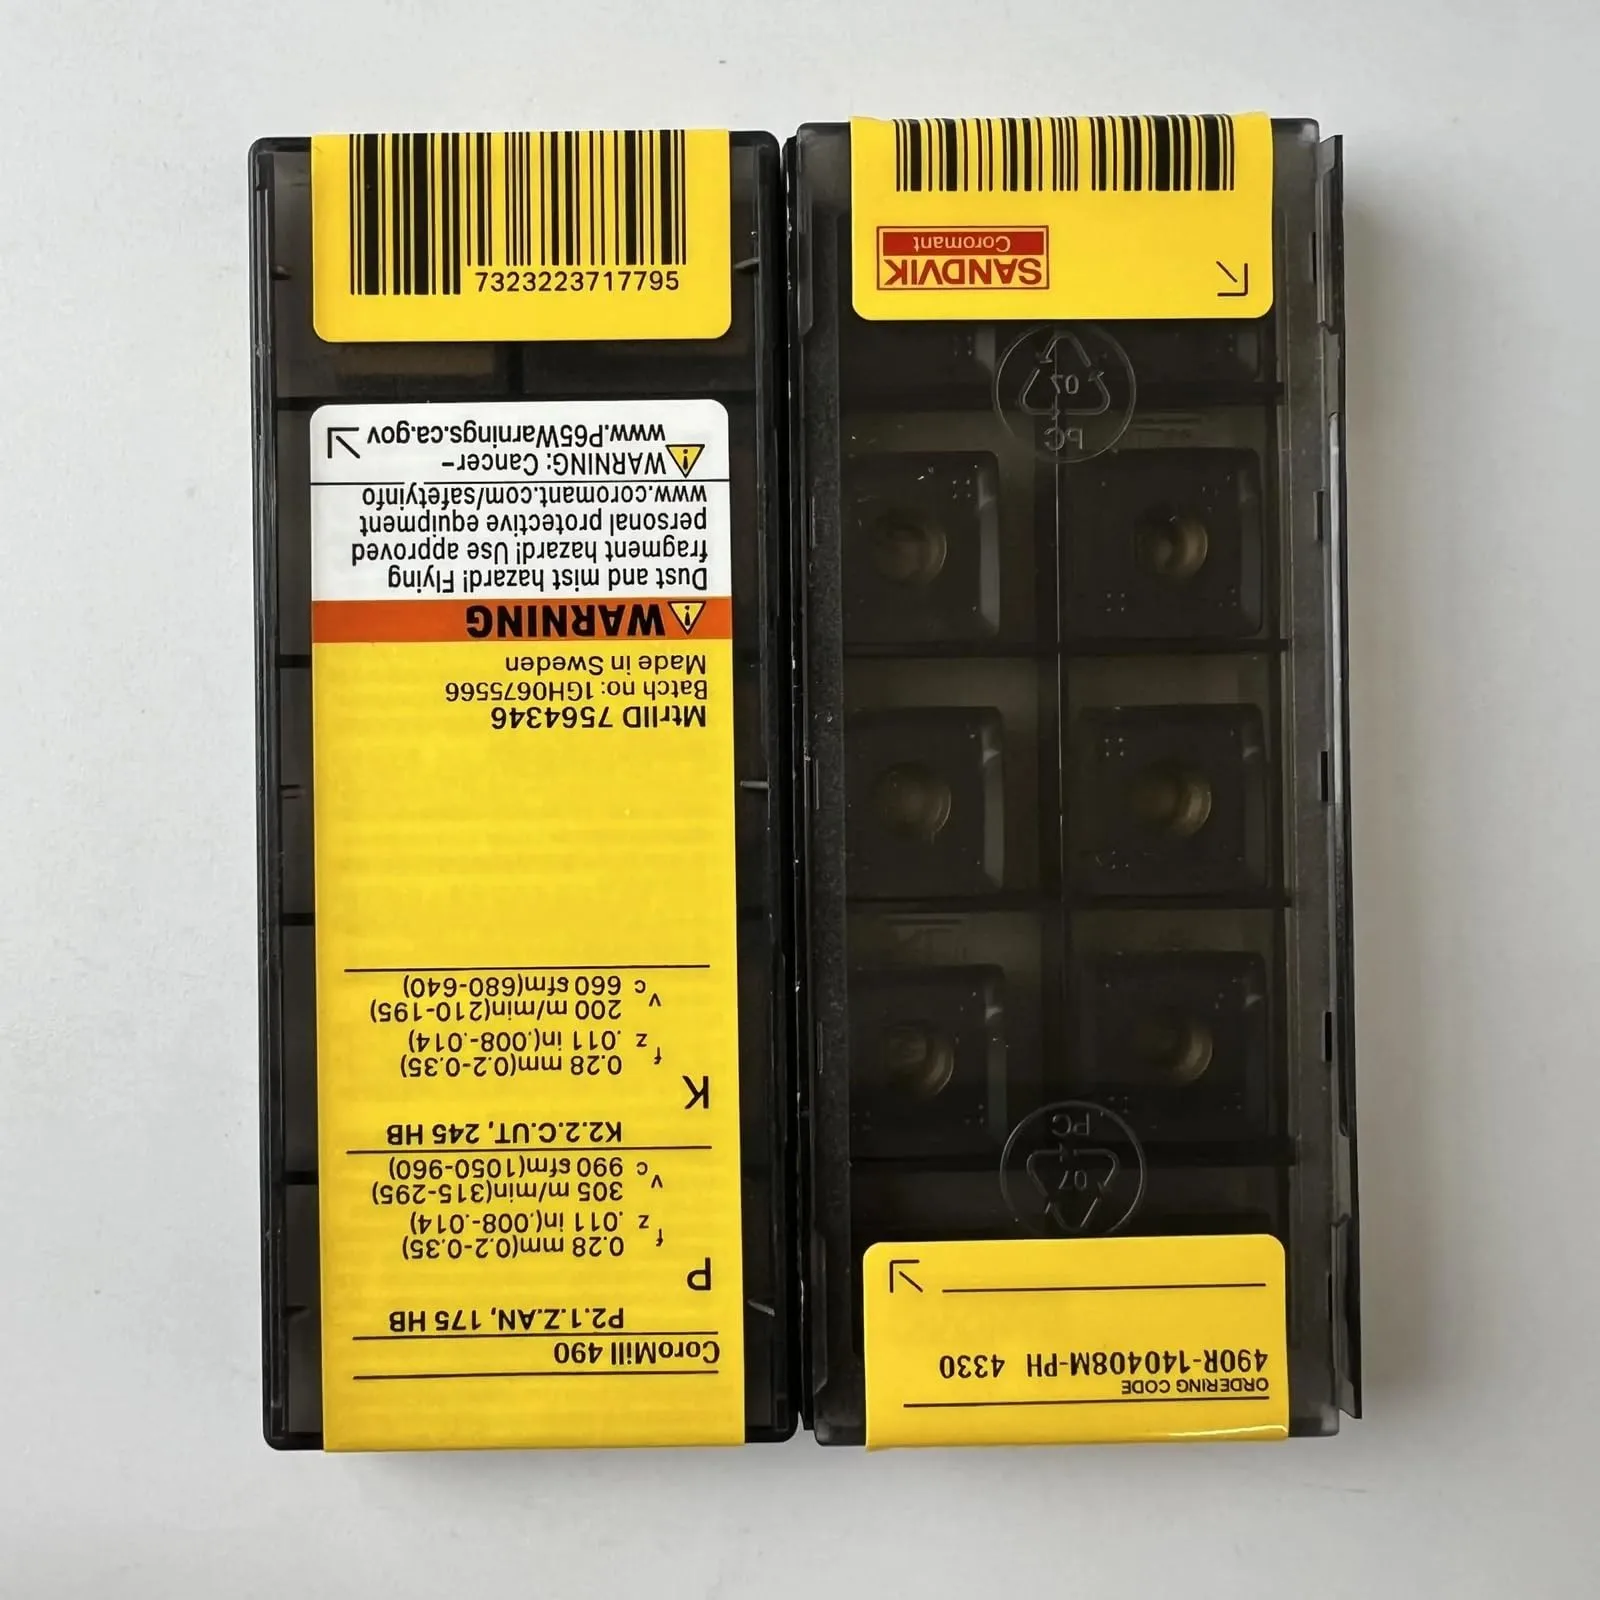 7323223717795
CoroMill 490
P2.1.Z.AN, 175 HB
P
f z 0.28 mm(0.2-0.35)
.011 in(.008-.014)
v c 305 m/min(315-295)
990 sfm(1050-960)
K2.2.C.UT, 245 HB
K
f z 0.28 mm(0.2-0.35)
.011 in(.008-.014)
v c 200 m/min(210-195)
660 sfm(680-640)
MtrlID 7564346
Batch no: 1GH0675566
Made in Sweden
WARNING
Dust and mist hazard! Flying
fragment hazard! Use approved
personal protective equipment
www.coromant.com/safetyinfo
WARNING: Cancer-
www.P65Warnings.ca.gov
ORDERING CODE
490R-140408M-PH 4330
07
PC
PC
07
SANDVIK
Coromant